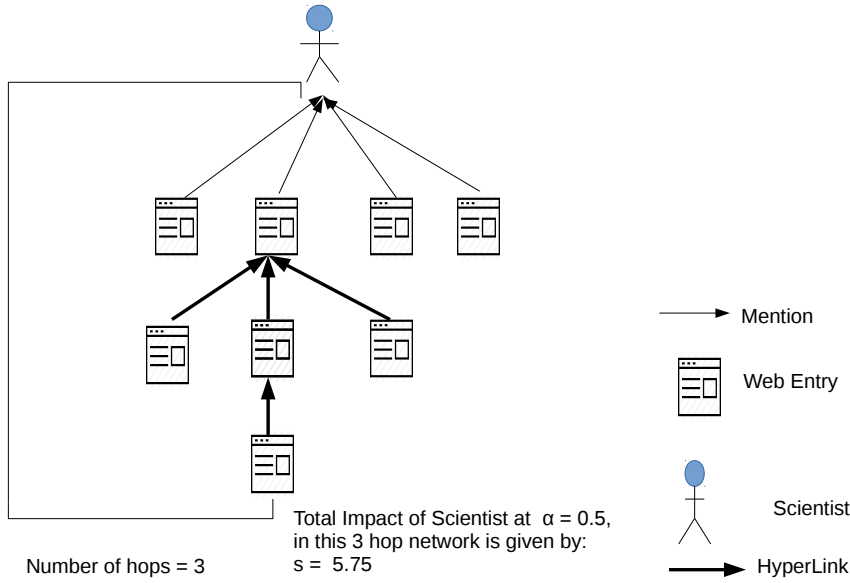 Mention
Web Entry
Scientist
HyperLink
Total Impact of Scientist at α = 0.5,
in this 3 hop network is given by:
s = 5.75
Number of hops = 3